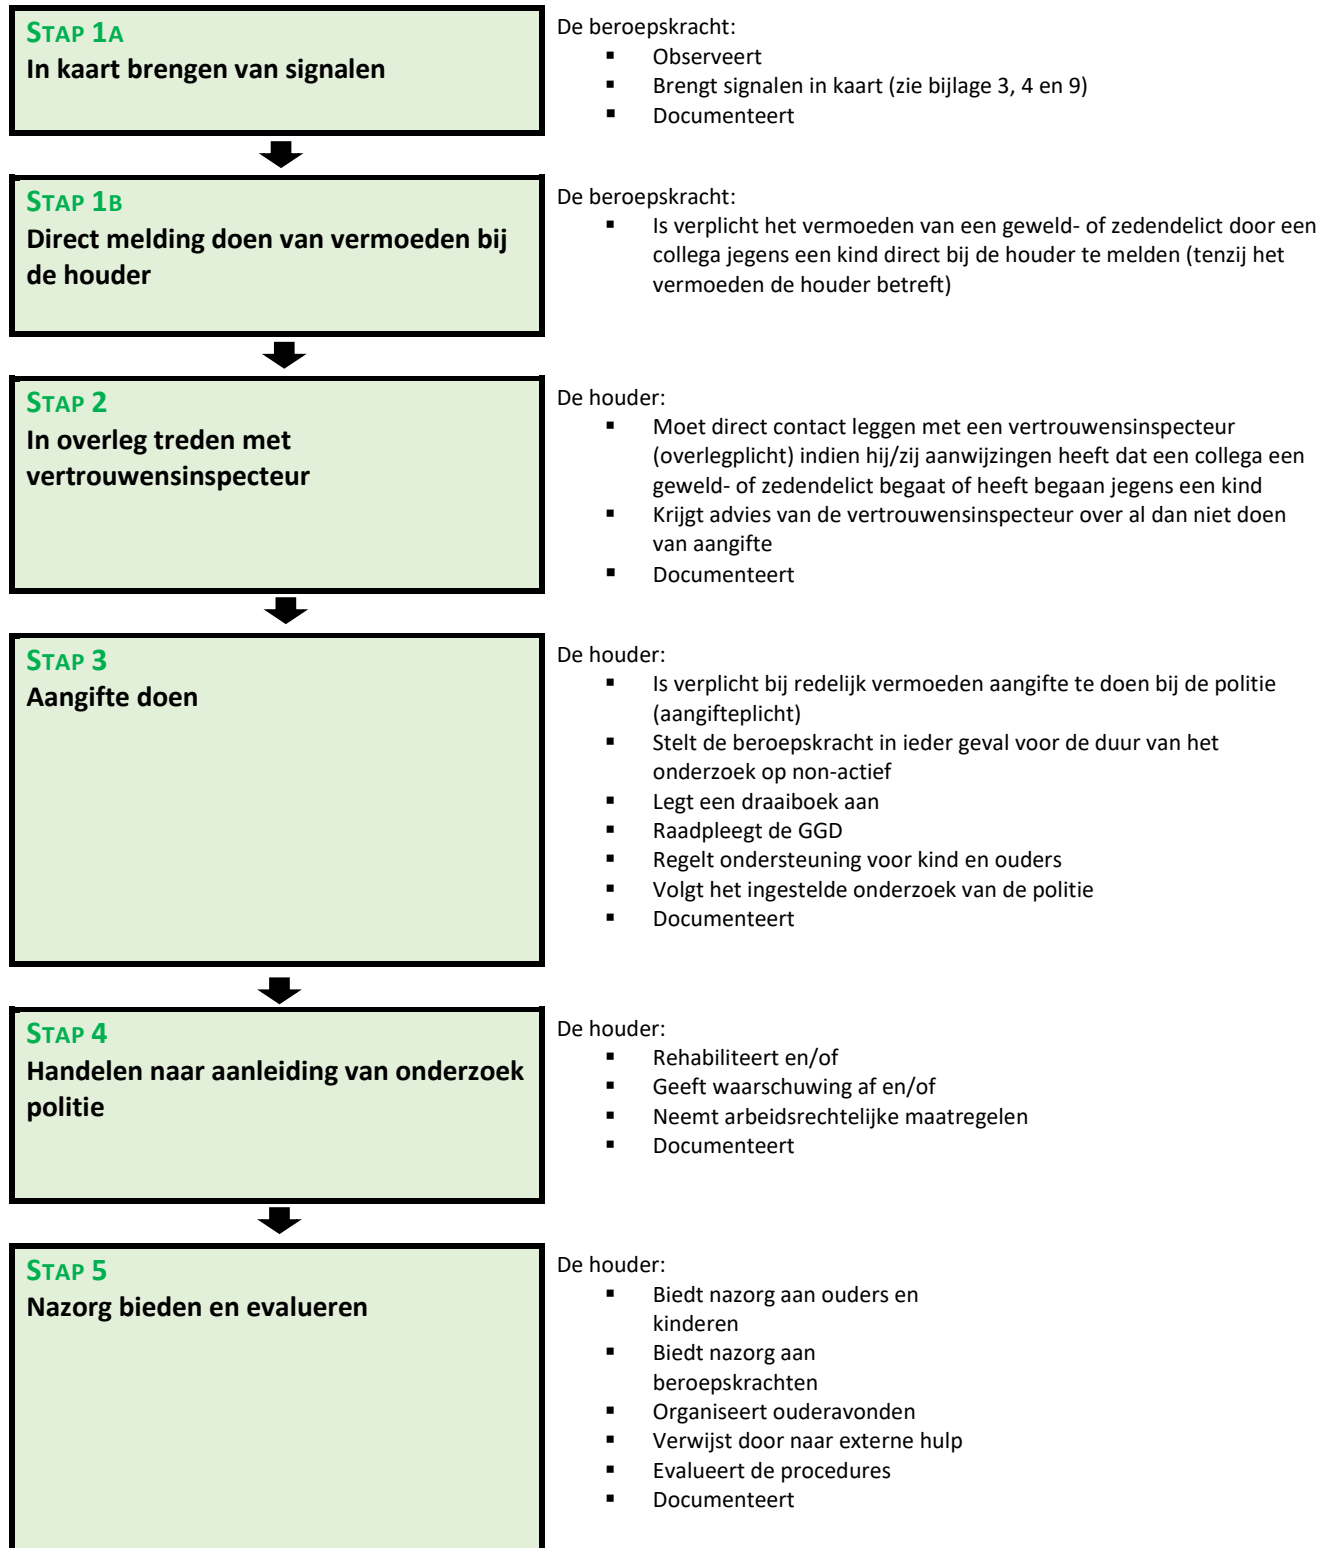 STAP 1A
In kaart brengen van signalen
De beroepskracht:
▪ Observeert
▪ Brengt signalen in kaart (zie bijlage 3, 4 en 9)
▪ Documenteert
STAP 1B
Direct melding doen van vermoeden bij
de houder
De beroepskracht:
▪ Is verplicht het vermoeden van een geweld- of zedendelict door een
collega jegens een kind direct bij de houder te melden (tenzij het
vermoeden de houder betreft)
STAP 2
In overleg treden met
vertrouwensinspecteur
De houder:
▪ Moet direct contact leggen met een vertrouwensinspecteur
(overlegplicht) indien hij/zij aanwijzingen heeft dat een collega een
geweld- of zedendelict begaat of heeft begaan jegens een kind
▪ Krijgt advies van de vertrouwensinspecteur over al dan niet doen
van aangifte
▪ Documenteert
STAP 3
Aangifte doen
De houder:
▪ Is verplicht bij redelijk vermoeden aangifte te doen bij de politie
(aangifteplicht)
▪ Stelt de beroepskracht in ieder geval voor de duur van het
onderzoek op non-actief
▪ Legt een draaiboek aan
▪ Raadpleegt de GGD
▪ Regelt ondersteuning voor kind en ouders
▪ Volgt het ingestelde onderzoek van de politie
▪ Documenteert
STAP 4
Handelen naar aanleiding van onderzoek
politie
De houder:
▪ Rehabiliteert en/of
▪ Geeft waarschuwing af en/of
▪ Neemt arbeidsrechtelijke maatregelen
▪ Documenteert
STAP 5
Nazorg bieden en evalueren
De houder:
▪ Biedt nazorg aan ouders en
kinderen
▪ Biedt nazorg aan
beroepskrachten
▪ Organiseert ouderavonden
▪ Verwijst door naar externe hulp
▪ Evalueert de procedures
▪ Documenteert